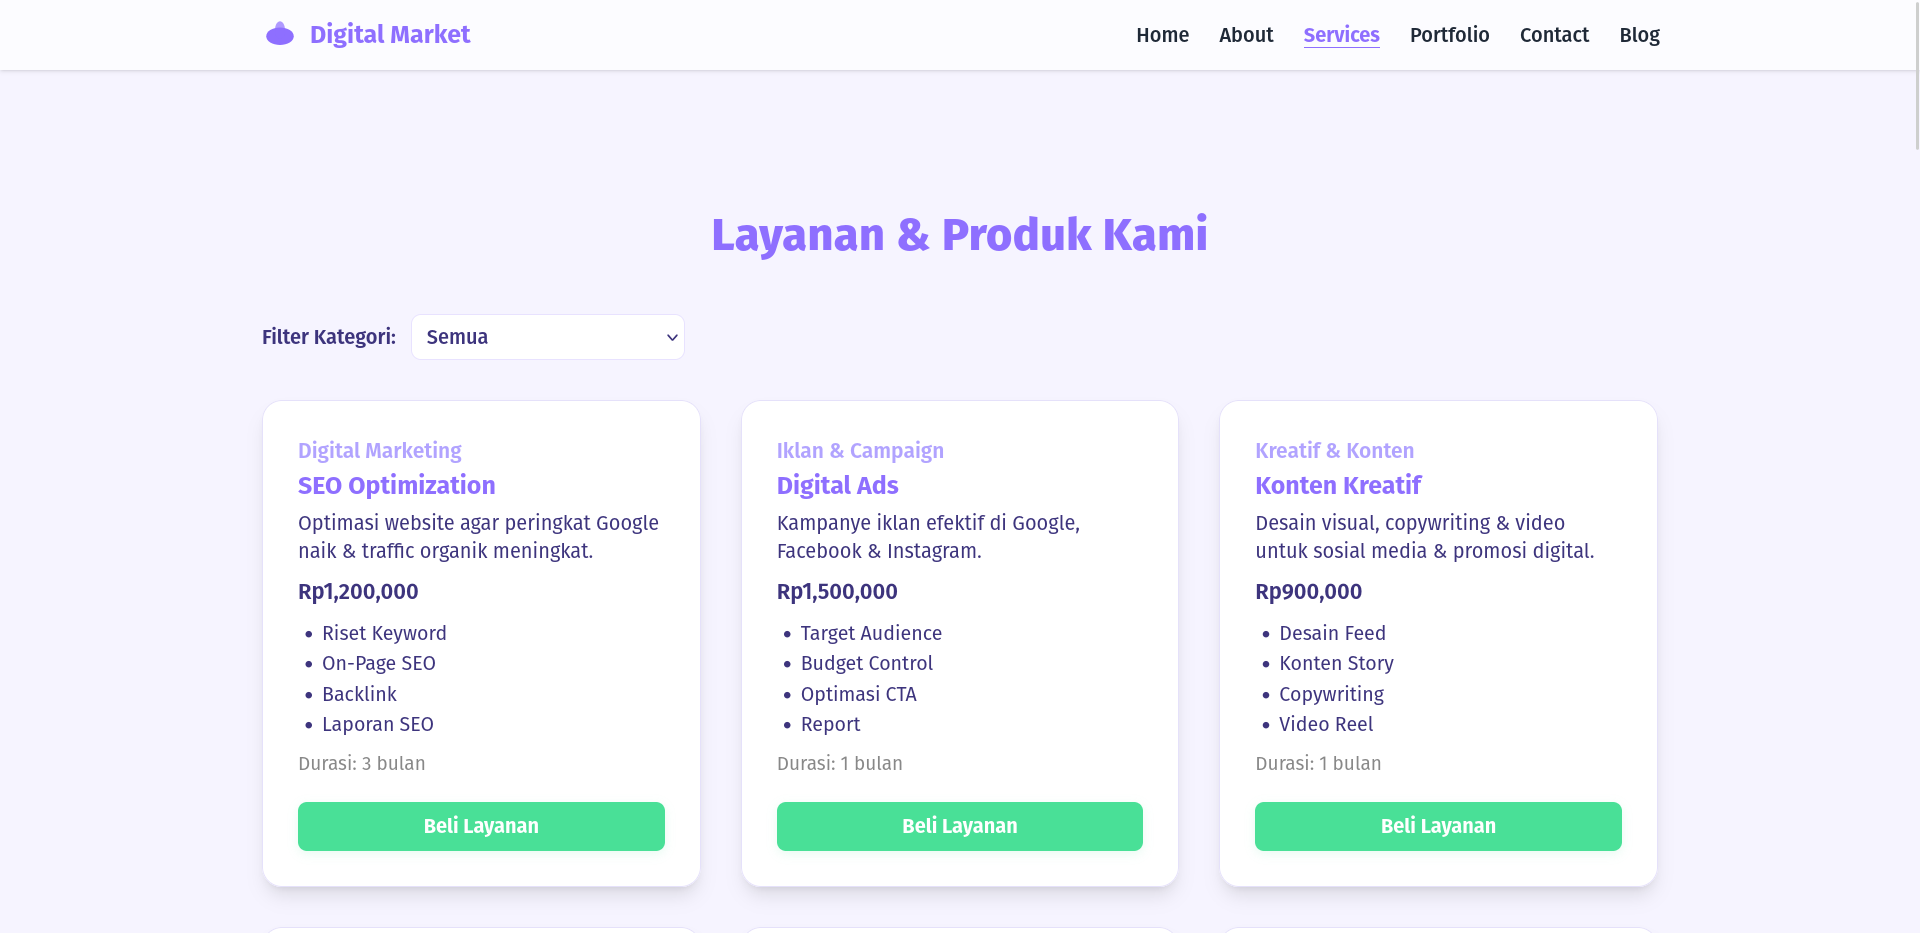 Digital Market
Home
About
Services
Portfolio
Contact
Blog
Layanan & Produk Kami
Filter Kategori:
Semua
Digital Marketing
SEO Optimization
Optimasi website agar peringkat Google
naik & traffic organik meningkat.
Rp1,200,000
• Riset Keyword
• On-Page SEO
• Backlink
• Laporan SEO
Durasi: 3 bulan
Beli Layanan
Iklan & Campaign
Digital Ads
Kampanye iklan efektif di Google,
Facebook & Instagram.
Rp1,500,000
• Target Audience
• Budget Control
• Optimasi CTA
• Report
Durasi: 1 bulan
Beli Layanan
Kreatif & Konten
Konten Kreatif
Desain visual, copywriting & video
untuk sosial media & promosi digital.
Rp900,000
• Desain Feed
• Konten Story
• Copywriting
• Video Reel
Durasi: 1 bulan
Beli Layanan